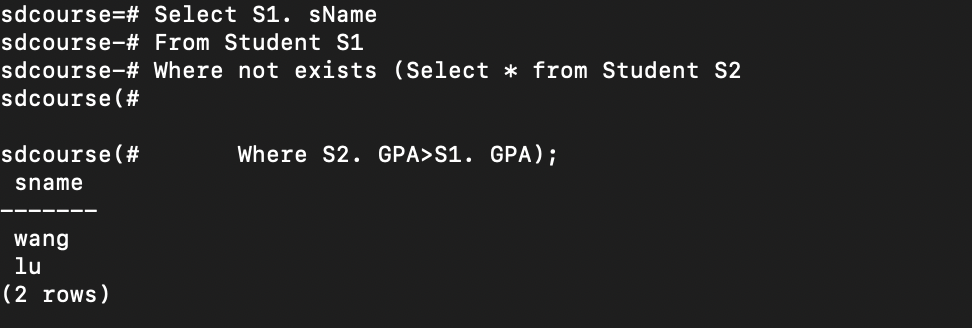 sdcourse=# Select S1. sName
sdcourse-# From Student S1
sdcourse-# Where not exists (Select * from Student S2
sdcourse(#
sdcourse(#       Where S2. GPA>S1. GPA);
 sname
-------
 wang
 lu
(2 rows)